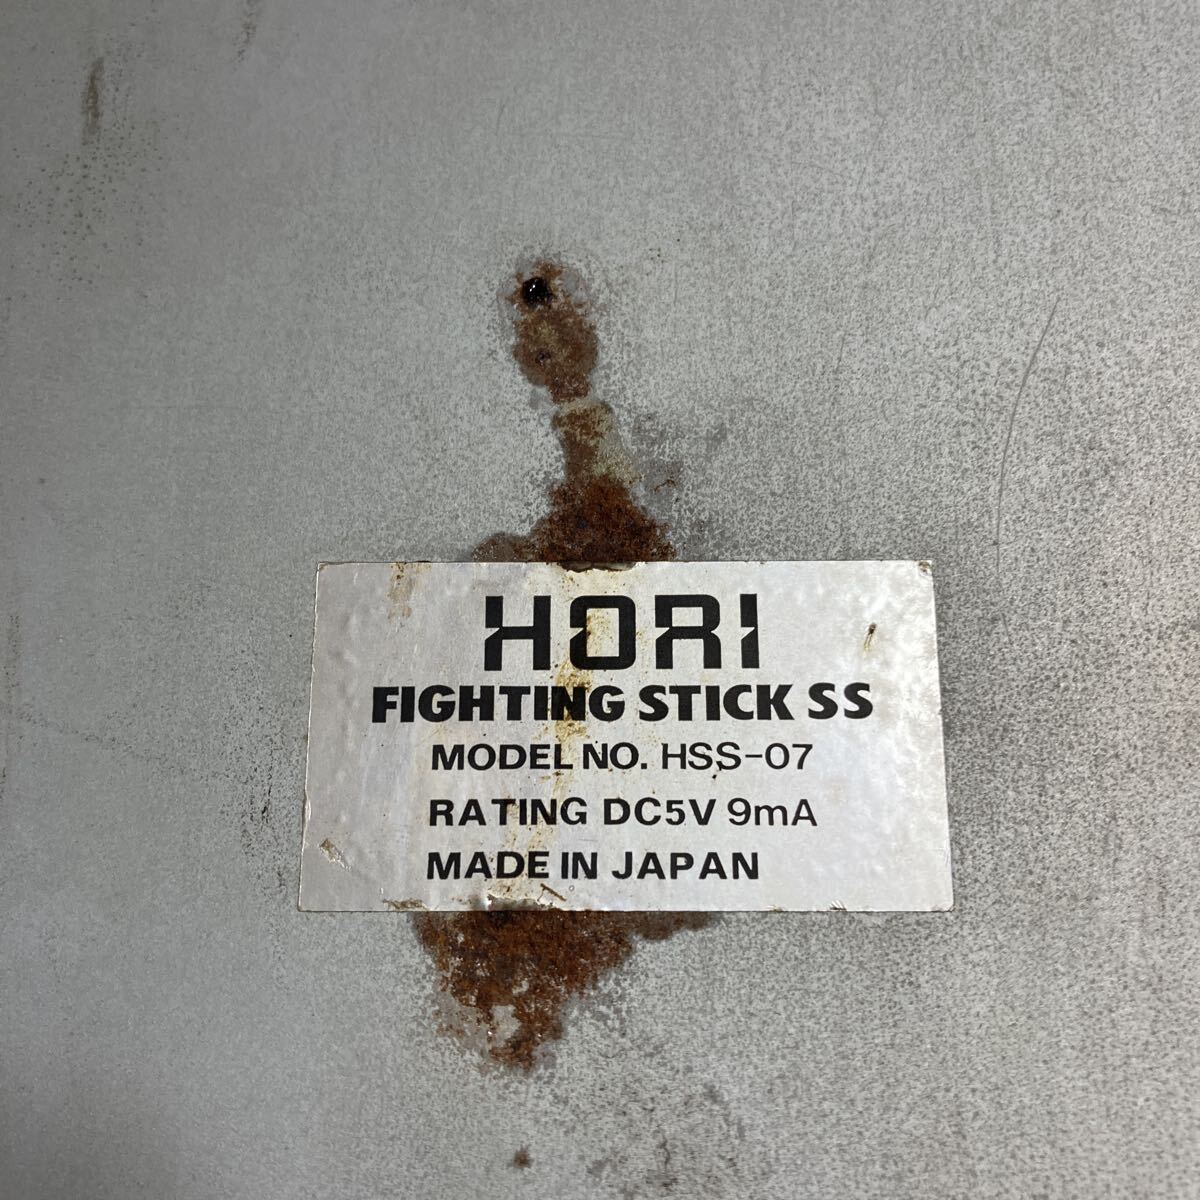 HORI
FIGHTING STICK SS
MODEL NO. HSS-07
RATING DC5V 9mA
MADE IN JAPAN